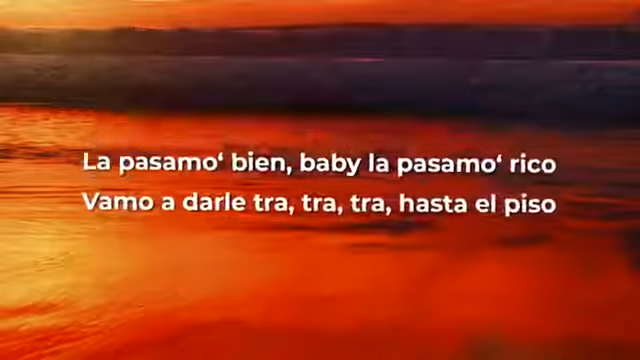 La pasamo‘ bien, baby la pasamo‘ rico
Vamo a darle tra, tra, tra, hasta el piso